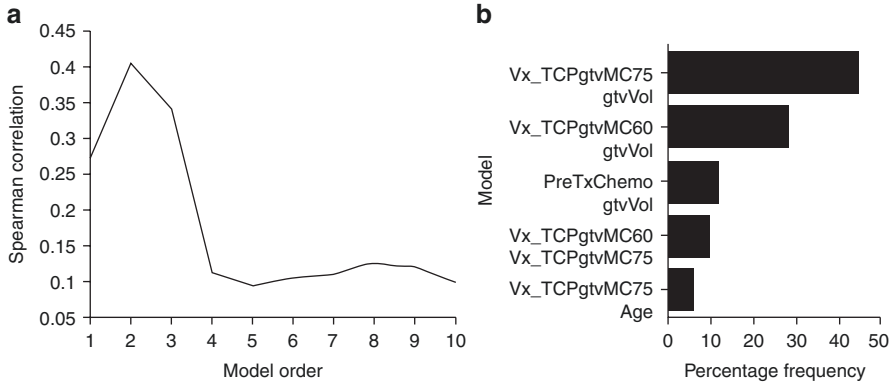 a
0.45
0.4
0.35
0.3
0.25
0.2
0.15
0.1
0.05
Spearman correlation
1 2 3 4 5 6 7 8 9 10
Model order
b
Model
Vx_TCPgtvMC75
gtvVol
Vx_TCPgtvMC60
gtvVol
PreTxChemo
gtvVol
Vx_TCPgtvMC60
Vx_TCPgtvMC75
Vx_TCPgtvMC75
Age
0 10 20 30 40 50
Percentage frequency